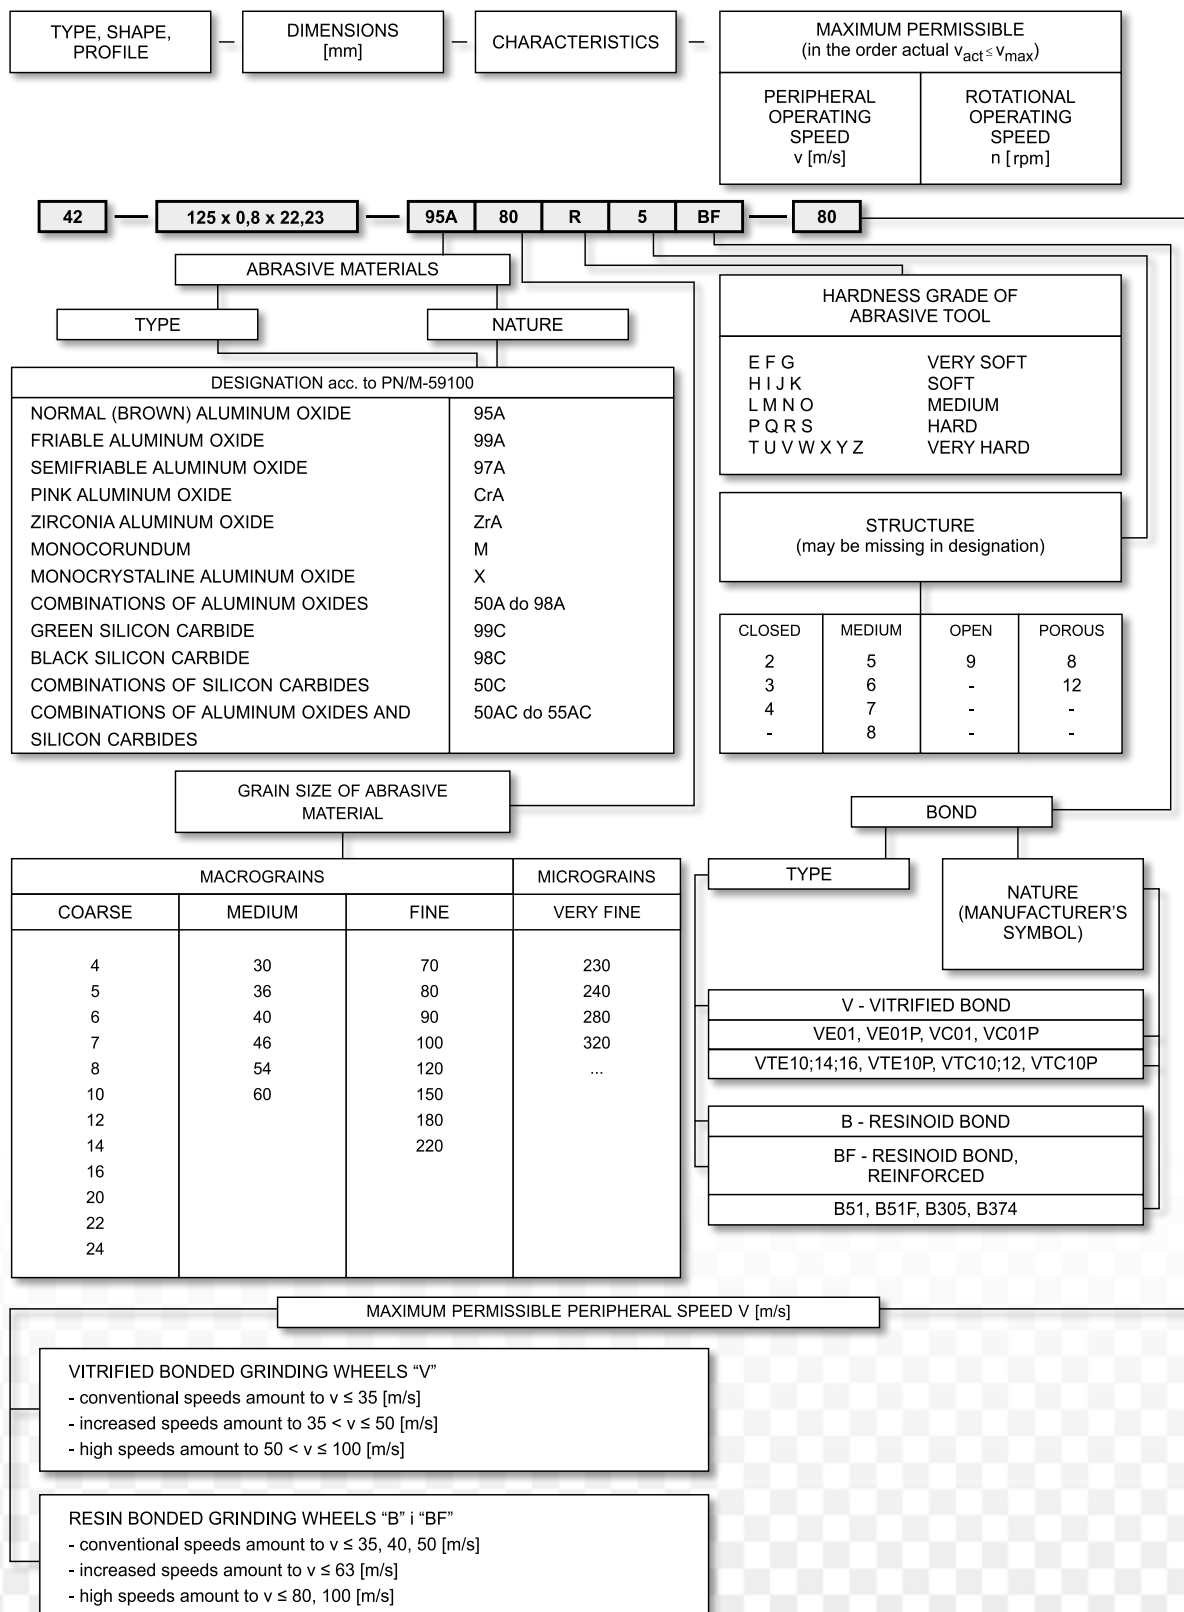 TYPE, SHAPE,
PROFILE
DIMENSIONS
[mm]
CHARACTERISTICS
MAXIMUM PERMISSIBLE
(in the order actual vact ≤ vmax)
PERIPHERAL
OPERATING
SPEED
v [m/s]
ROTATIONAL
OPERATING
SPEED
n [rpm]
42 — 125 x 0,8 x 22,23 — 95A 80 R 5 BF — 80
ABRASIVE MATERIALS
TYPE
NATURE
DESIGNATION acc. to PN/M-59100
NORMAL (BROWN) ALUMINUM OXIDE 95A
FRIABLE ALUMINUM OXIDE 99A
SEMIFRIABLE ALUMINUM OXIDE 97A
PINK ALUMINUM OXIDE CrA
ZIRCONIA ALUMINUM OXIDE ZrA
MONOCORUNDUM M
MONOCRYSTALINE ALUMINUM OXIDE X
COMBINATIONS OF ALUMINUM OXIDES 50A do 98A
GREEN SILICON CARBIDE 99C
BLACK SILICON CARBIDE 98C
COMBINATIONS OF SILICON CARBIDES 50C
COMBINATIONS OF ALUMINUM OXIDES AND 50AC do 55AC
SILICON CARBIDES
HARDNESS GRADE OF
ABRASIVE TOOL
E F G VERY SOFT
H I J K SOFT
L M N O MEDIUM
P Q R S HARD
T U V W X Y Z VERY HARD
STRUCTURE
(may be missing in designation)
CLOSED MEDIUM OPEN POROUS
2 5 9 8
3 6 - 12
4 7 - -
- 8 - -
GRAIN SIZE OF ABRASIVE
MATERIAL
MACROGRAINS MICROGRAINS
COARSE MEDIUM FINE VERY FINE
4 30 70 230
5 36 80 240
6 40 90 280
7 46 100 320
8 54 120 ...
10 60 150
12 180
14 220
16
20
22
24
BOND
TYPE
NATURE
(MANUFACTURER'S
SYMBOL)
V - VITRIFIED BOND
VE01, VE01P, VC01, VC01P
VTE10;14;16, VTE10P, VTC10;12, VTC10P
B - RESINOID BOND
BF - RESINOID BOND,
REINFORCED
B51, B51F, B305, B374
MAXIMUM PERMISSIBLE PERIPHERAL SPEED V [m/s]
VITRIFIED BONDED GRINDING WHEELS “V”
- conventional speeds amount to v ≤ 35 [m/s]
- increased speeds amount to 35 < v ≤ 50 [m/s]
- high speeds amount to 50 < v ≤ 100 [m/s]
RESIN BONDED GRINDING WHEELS “B” i “BF”
- conventional speeds amount to v ≤ 35, 40, 50 [m/s]
- increased speeds amount to v ≤ 63 [m/s]
- high speeds amount to v ≤ 80, 100 [m/s]